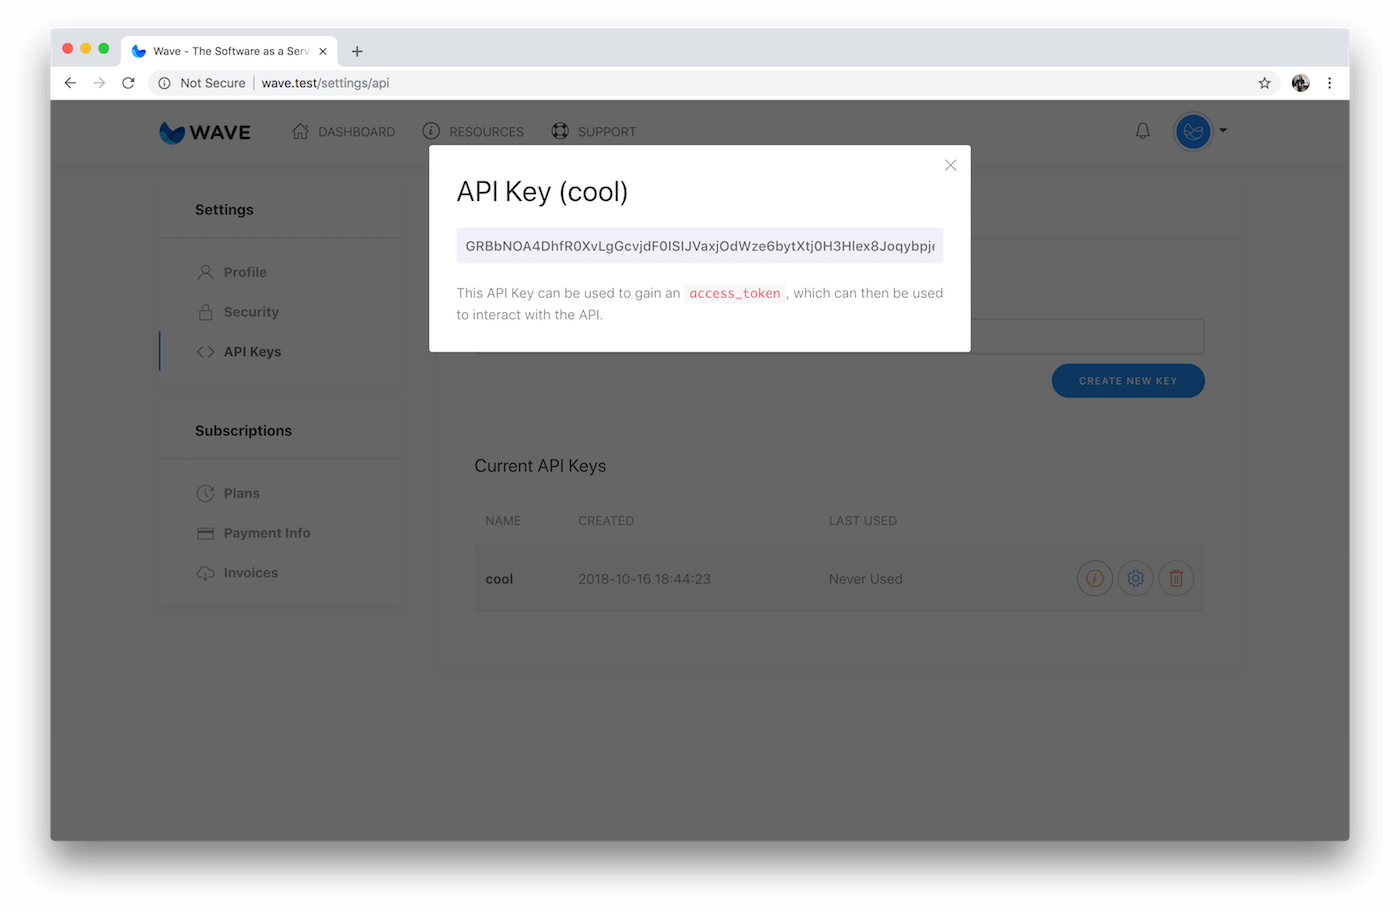 Wave - The Software as a Serv
Not Secure | wave.test/settings/api
WAVE DASHBOARD RESOURCES SUPPORT
API Key (cool)
GRBbNOA4DhfR0XvLgGcvjdF0ISIJVaxjOdWze6bytXtj0H3Hlex8Joqybpj
This API Key can be used to gain an access_token, which can then be used
to interact with the API.
Settings
Profile
Security
API Keys
Subscriptions
Plans
Payment Info
Invoices
CREATE NEW KEY
Current API Keys
NAME CREATED LAST USED
cool 2018-10-16 18:44:23 Never Used